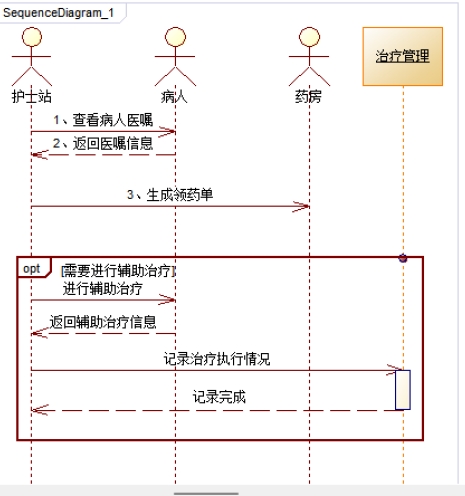 SequenceDiagram_1
治疗管理
护士站
病人
药房
1、查看病人医嘱
2、返回医嘱信息
3、生成领药单
opt
[需要进行辅助治疗]
进行辅助治疗
返回辅助治疗信息
记录治疗执行情况
记录完成